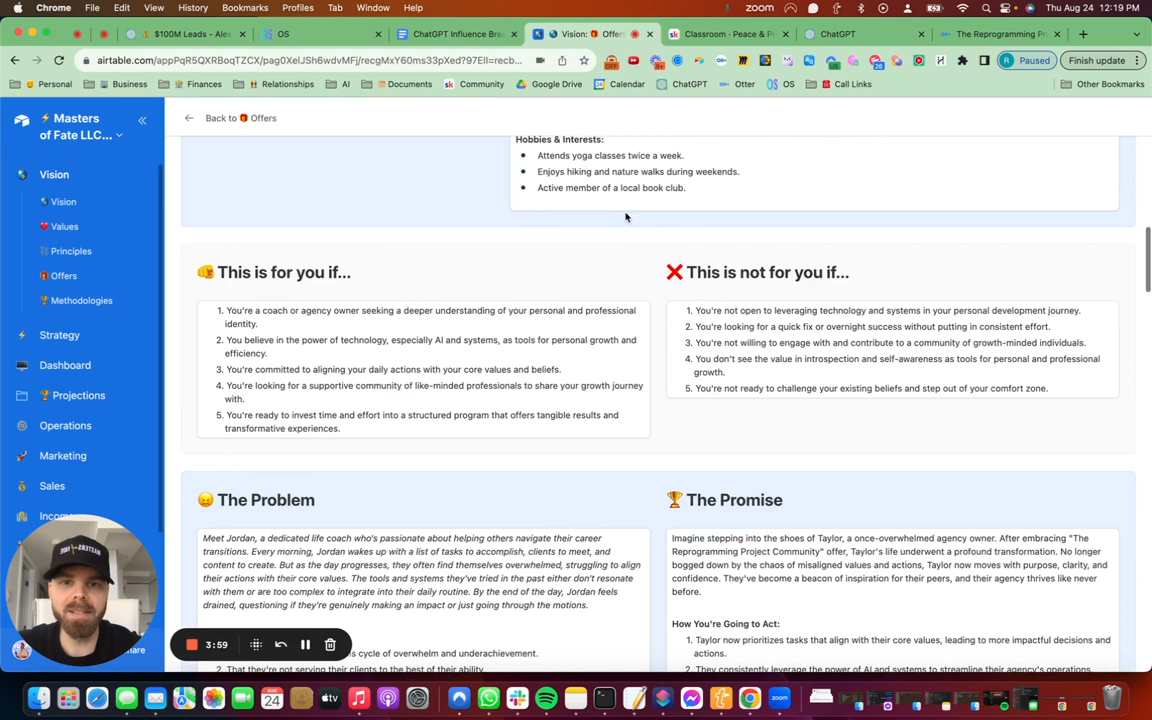 Chrome File Edit View History Bookmarks Profiles Tab Window Help
zoom
Thu Aug 24 12:19 PM
$100M Leads - Alex
OS
ChatGPT Influence Bre
Vision: 🎁 Offers
Classroom - Peace & P
ChatGPT
The Reprogramming Pr
airtable.com/appPqR5QXRBoqTZCX/pag0XelJSh6wdvMFj/recgMxY60ms33pXed?97EIl=recb...
Paused
Finish update
Personal
Business
Finances
Relationships
AI
Documents
sk Community
Google Drive
Calendar
ChatGPT
Otter
OS
Call Links
Other Bookmarks
⚡ Masters
of Fate LLC...
Back to 🎁 Offers
Vision
Vision
Values
Principles
Offers
Methodologies
Strategy
Dashboard
Projections
Operations
Marketing
Sales
Hobbies & Interests:
• Attends yoga classes twice a week.
• Enjoys hiking and nature walks during weekends.
• Active member of a local book club.
This is for you if...
1. You're a coach or agency owner seeking a deeper understanding of your personal and professional
identity.
2. You believe in the power of technology, especially AI and systems, as tools for personal growth and
efficiency.
3. You're committed to aligning your daily actions with your core values and beliefs.
4. You're looking for a supportive community of like-minded professionals to share your growth journey
with.
5. You're ready to invest time and effort into a structured program that offers tangible results and
transformative experiences.
❌ This is not for you if...
1. You're not open to leveraging technology and systems in your personal development journey.
2. You're looking for a quick fix or overnight success without putting in consistent effort.
3. You're not willing to engage with and contribute to a community of growth-minded individuals.
4. You don't see the value in introspection and self-awareness as tools for personal and professional
growth.
5. You're not ready to challenge your existing beliefs and step out of your comfort zone.
The Problem
Meet Jordan, a dedicated life coach who's passionate about helping others navigate their career
transitions. Every morning, Jordan wakes up with a list of tasks to accomplish, clients to meet, and
content to create. But as the day progresses, they often find themselves overwhelmed, struggling to align
their actions with their core values. The tools and systems they've tried in the past either don't resonate
with them or are too complex to integrate into their daily routine. By the end of the day, Jordan feels
drained, questioning if they're genuinely making an impact or just going through the motions.
is cycle of overwhelm and underachievement.
2. That they're not serving their clients to the best of their ability.
The Promise
Imagine stepping into the shoes of Taylor, a once-overwhelmed agency owner. After embracing "The
Reprogramming Project Community" offer, Taylor's life underwent a profound transformation. No longer
bogged down by the chaos of misaligned values and actions, Taylor now moves with purpose, clarity, and
confidence. They've become a beacon of inspiration for their peers, and their agency thrives like never
before.
How You're Going to Act:
1. Taylor now prioritizes tasks that align with their core values, leading to more impactful decisions and
actions.
2. They consistently leverage the power of AI and systems to streamline their agency's operations.
3:59